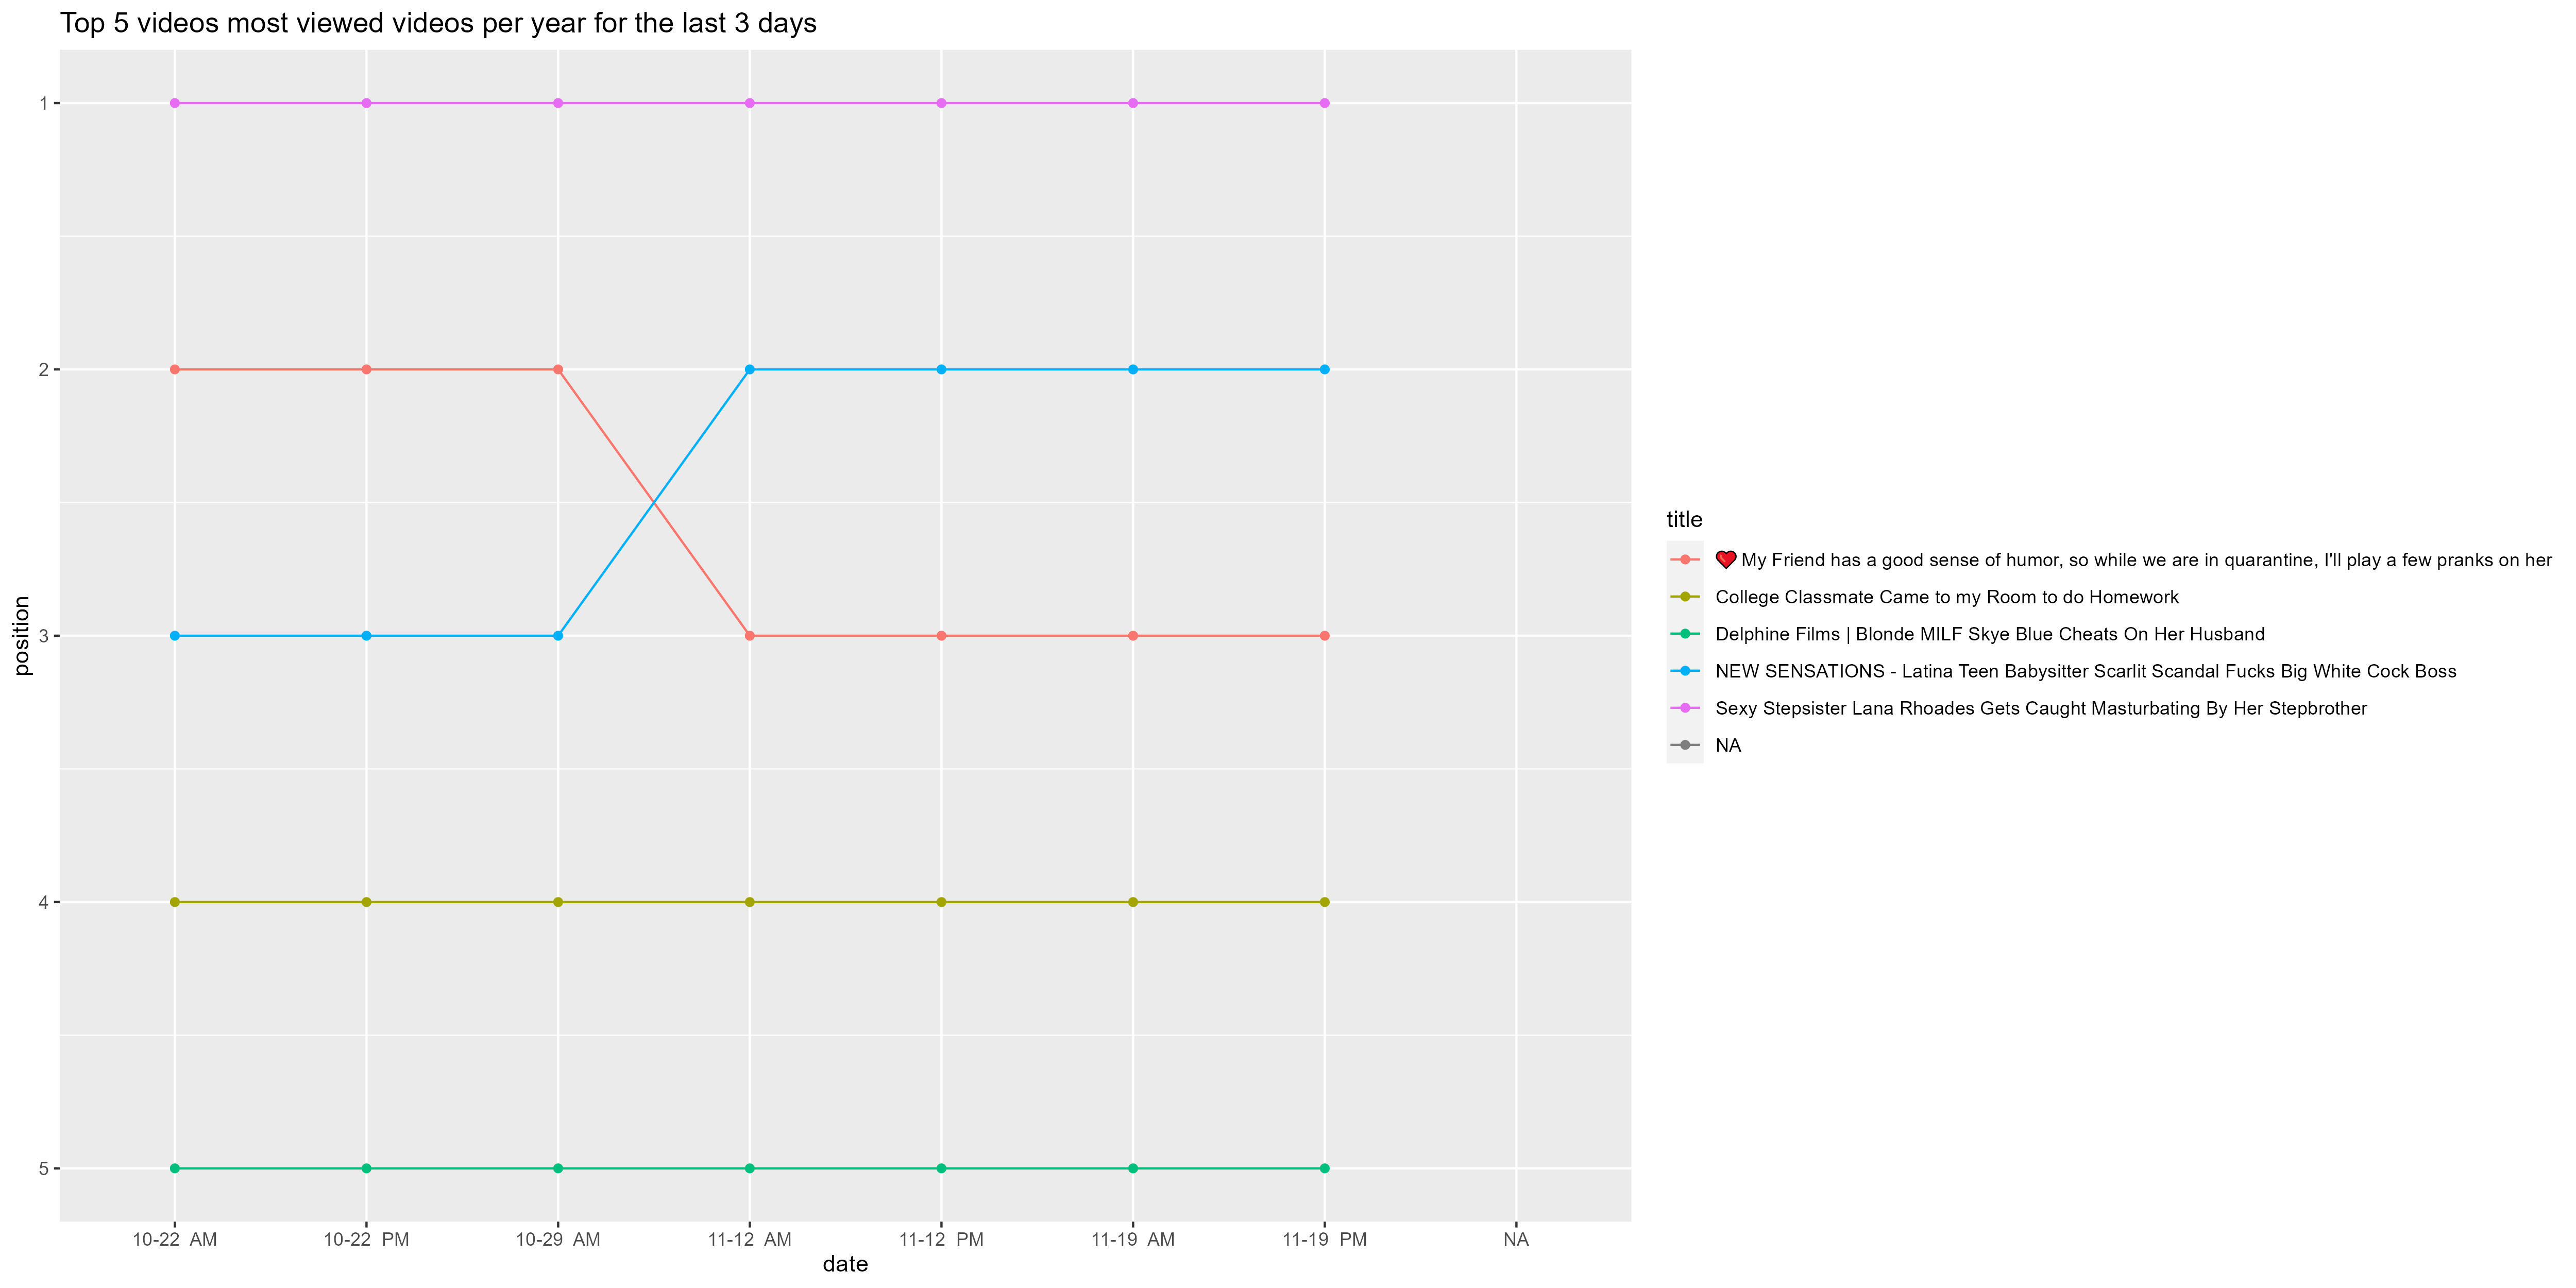 Top 5 videos most viewed videos per year for the last 3 days
position
1
2
3
4
5
10-22 AM
10-22 PM
10-29 AM
11-12 AM
11-12 PM
11-19 AM
11-19 PM
NA
date
title
❤️ My Friend has a good sense of humor, so while we are in quarantine, I'll play a few pranks on her
College Classmate Came to my Room to do Homework
Delphine Films | Blonde MILF Skye Blue Cheats On Her Husband
NEW SENSATIONS - Latina Teen Babysitter Scarlit Scandal Fucks Big White Cock Boss
Sexy Stepsister Lana Rhoades Gets Caught Masturbating By Her Stepbrother
NA